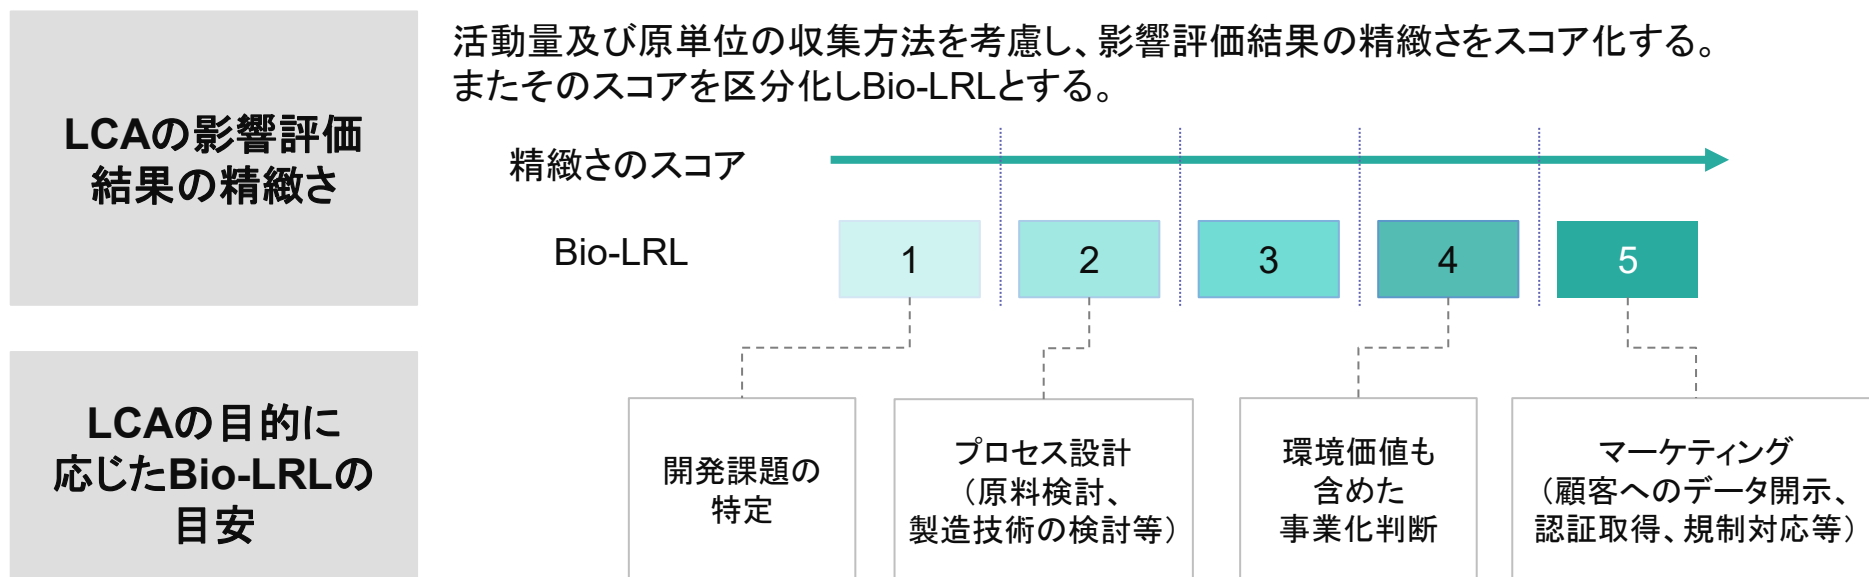 LCAの影響評価
結果の精緻さ
活動量及び原単位の収集方法を考慮し、影響評価結果の精緻さをスコア化する。
またそのスコアを区分化しBio-LRLとする。
精緻さのスコア
Bio-LRL
1
2
3
4
5
LCAの目的に
応じたBio-LRLの
目安
開発課題の
特定
プロセス設計
（原料検討、
製造技術の検討等）
環境価値も
含めた
事業化判断
マーケティング
（顧客へのデータ開示、
認証取得、規制対応等）